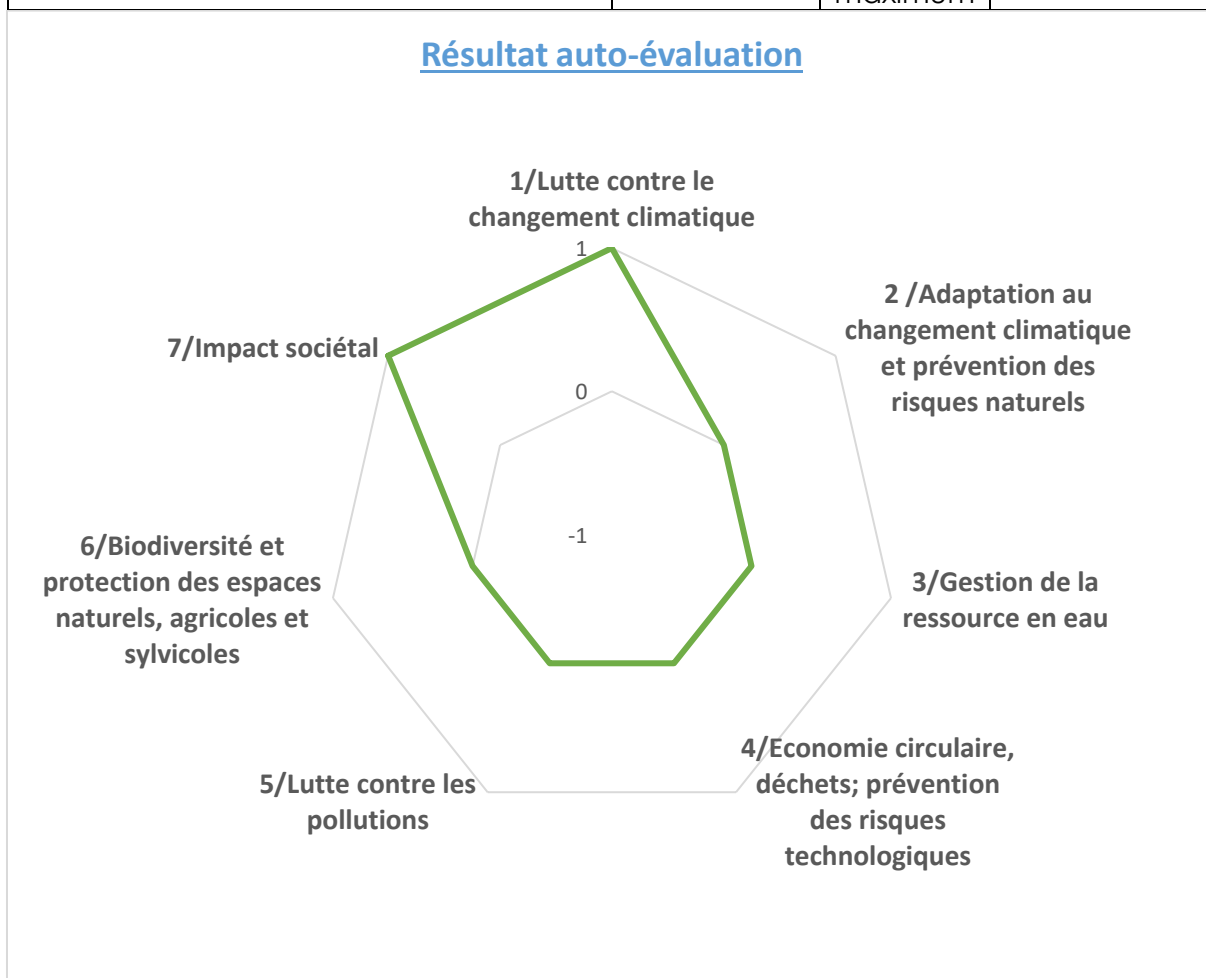 maximum
Résultat auto-évaluation
1/Lutte contre le
changement climatique
1
2 /Adaptation au
changement climatique
et prévention des
risques naturels
7/Impact sociétal
0
-1
6/Biodiversité et
protection des espaces
naturels, agricoles et
sylvicoles
3/Gestion de la
ressource en eau
4/Economie circulaire,
déchets; prévention
des risques
technologiques
5/Lutte contre les
pollutions